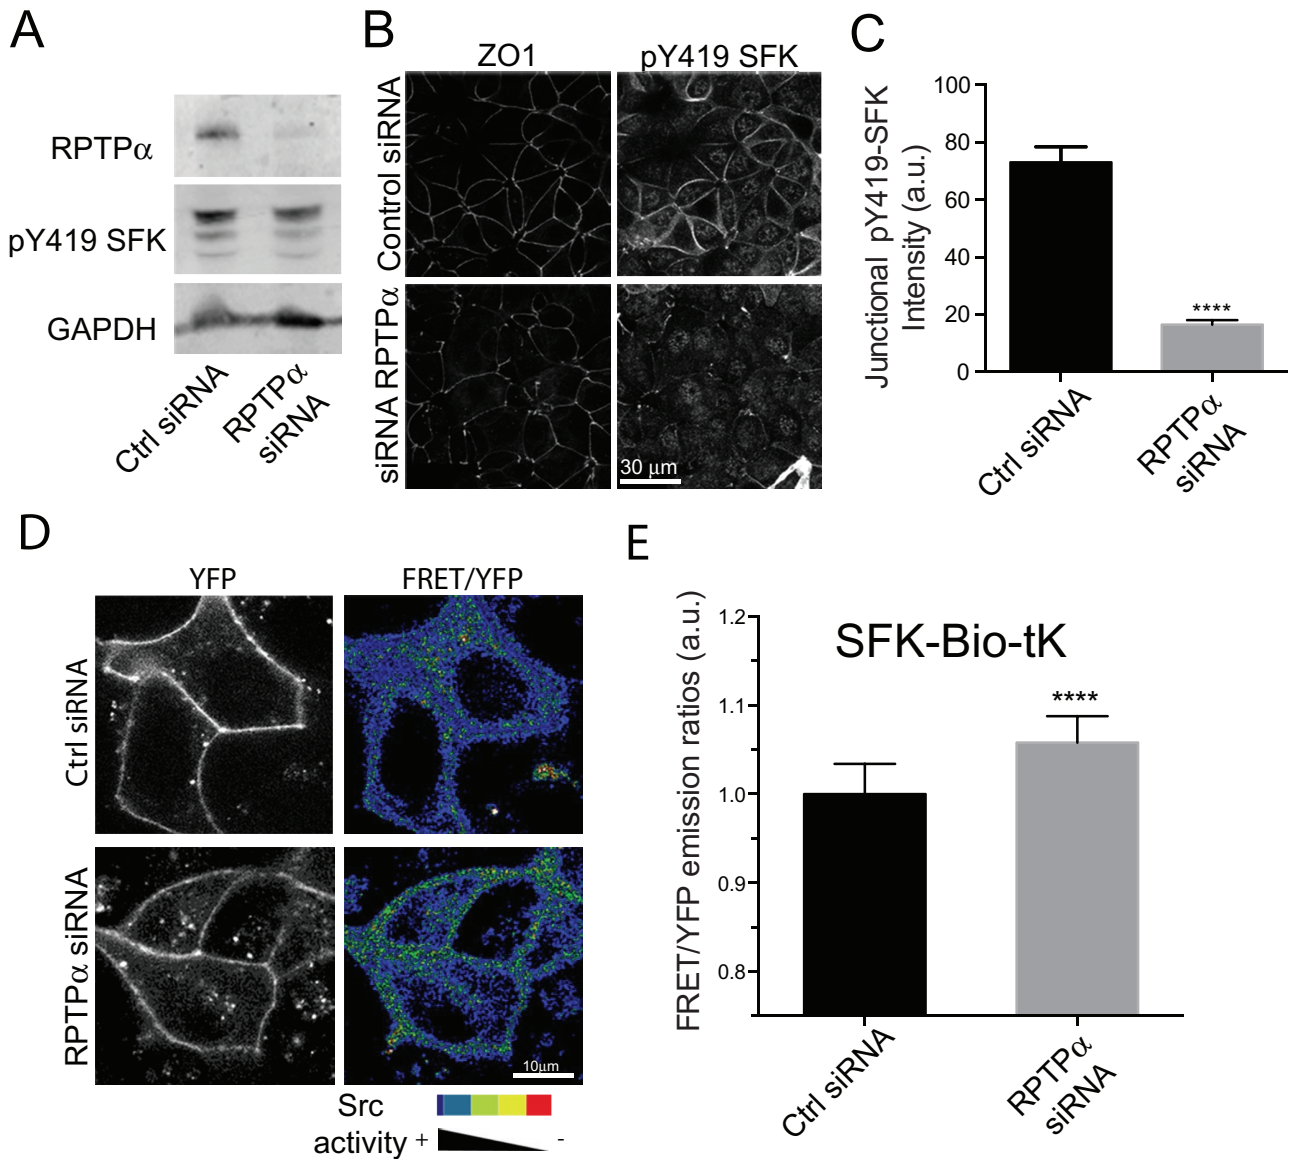 A
RPTPα
pY419 SFK
GAPDH
Ctrl siRNA
RPTPα
siRNA
B
ZO1
pY419 SFK
Control siRNA
siRNA RPTPα
30 μm
C
Junctional pY419-SFK
Intensity (a.u.)
100
80
60
40
20
0
****
Ctrl siRNA
RPTPα
siRNA
D
YFP
FRET/YFP
Ctrl siRNA
RPTPα siRNA
10μm
Src
activity + -
E
FRET/YFP emission ratios (a.u.)
1.2
1.1
1.0
0.9
0.8
SFK-Bio-tK
****
Ctrl siRNA
RPTPα
siRNA